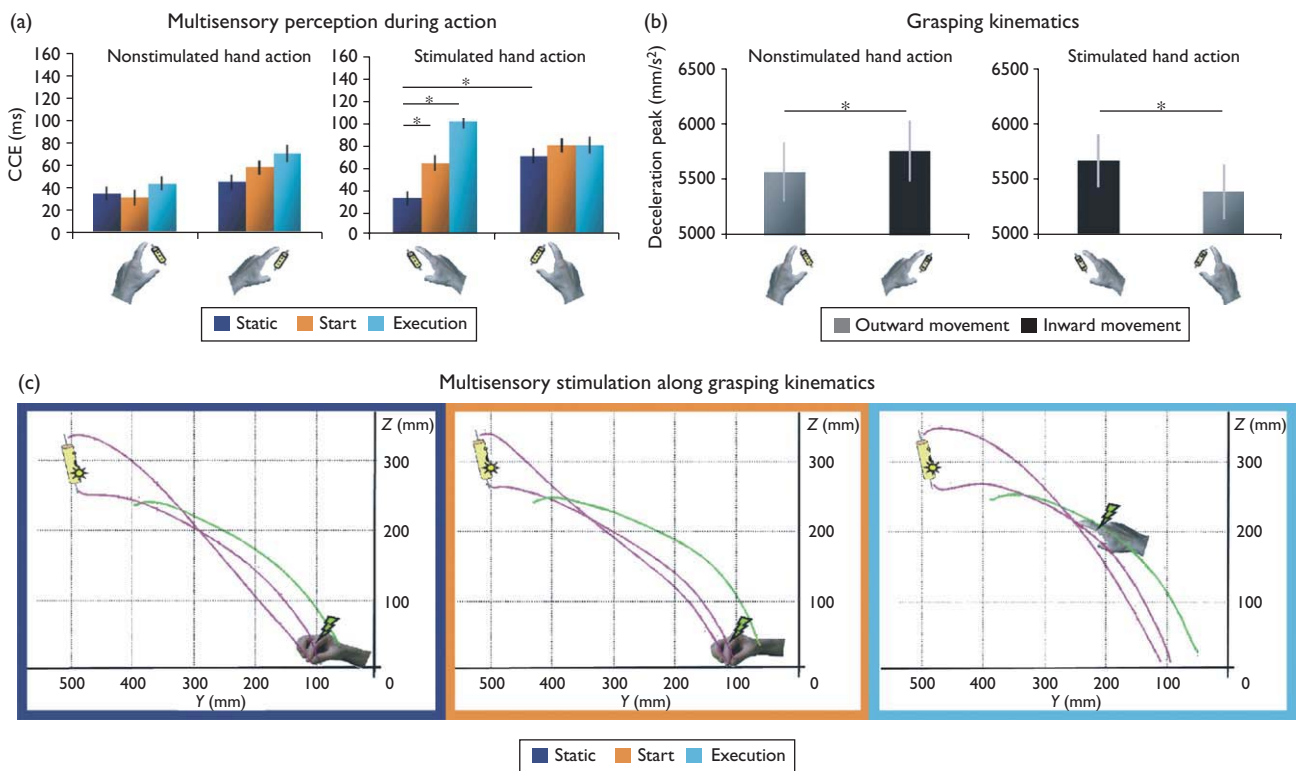 (a)
Multisensory perception during action
Nonstimulated hand action
CCE (ms)
160
140
120
100
80
60
40
20
0
Stimulated hand action
160
140
120
100
80
60
40
20
0
*
*
*
Static Start Execution
(b)
Grasping kinematics
Nonstimulated hand action
Deceleration peak (mm/s²)
6500
6000
5500
5000
*
Stimulated hand action
6500
6000
5500
5000
*
Outward movement Inward movement
(c)
Multisensory stimulation along grasping kinematics
Z (mm)
300
200
100
500 400 300 200 100 0
Y (mm)
Z (mm)
300
200
100
500 400 300 200 100 0
Y (mm)
Z (mm)
300
200
100
500 400 300 200 100 0
Y (mm)
Static Start Execution